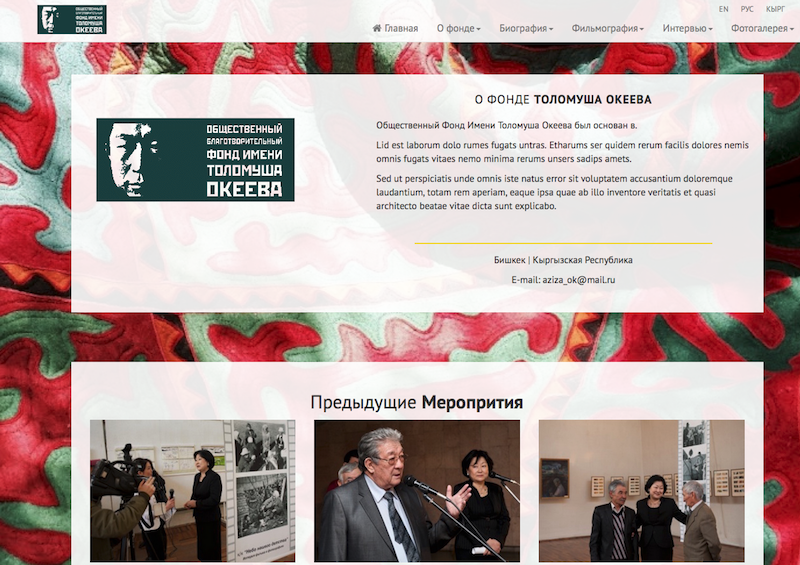 ОБЩЕСТВЕННЫЙ
БЛАГОТВОРИТЕЛЬНЫЙ
ФОНД ИМЕНИ
ТОЛОМУША
ОКЕЕВА
EN РУС КЫРГ
Главная О фонде Биография Фильмография Интервью Фотогалерея
ОБЩЕСТВЕННЫЙ
БЛАГОТВОРИТЕЛЬНЫЙ
ФОНД ИМЕНИ
ТОЛОМУША
ОКЕЕВА
О ФОНДЕ ТОЛОМУША ОКЕЕВА
Общественный Фонд Имени Толомуша Океева был основан в.
Lid est laborum dolo rumes fugats untras. Etharums ser quidem rerum facilis dolores nemis
omnis fugats vitaes nemo minima rerums unsers sadips amets.
Sed ut perspiciatis unde omnis iste natus error sit voluptatem accusantium doloremque
laudantium, totam rem aperiam, eaque ipsa quae ab illo inventore veritatis et quasi
architecto beatae vitae dicta sunt explicabo.
Бишкек | Кыргызская Республика
E-mail: aziza_ok@mail.ru
Предыдущие Меропрития
"Небо нашего детства"